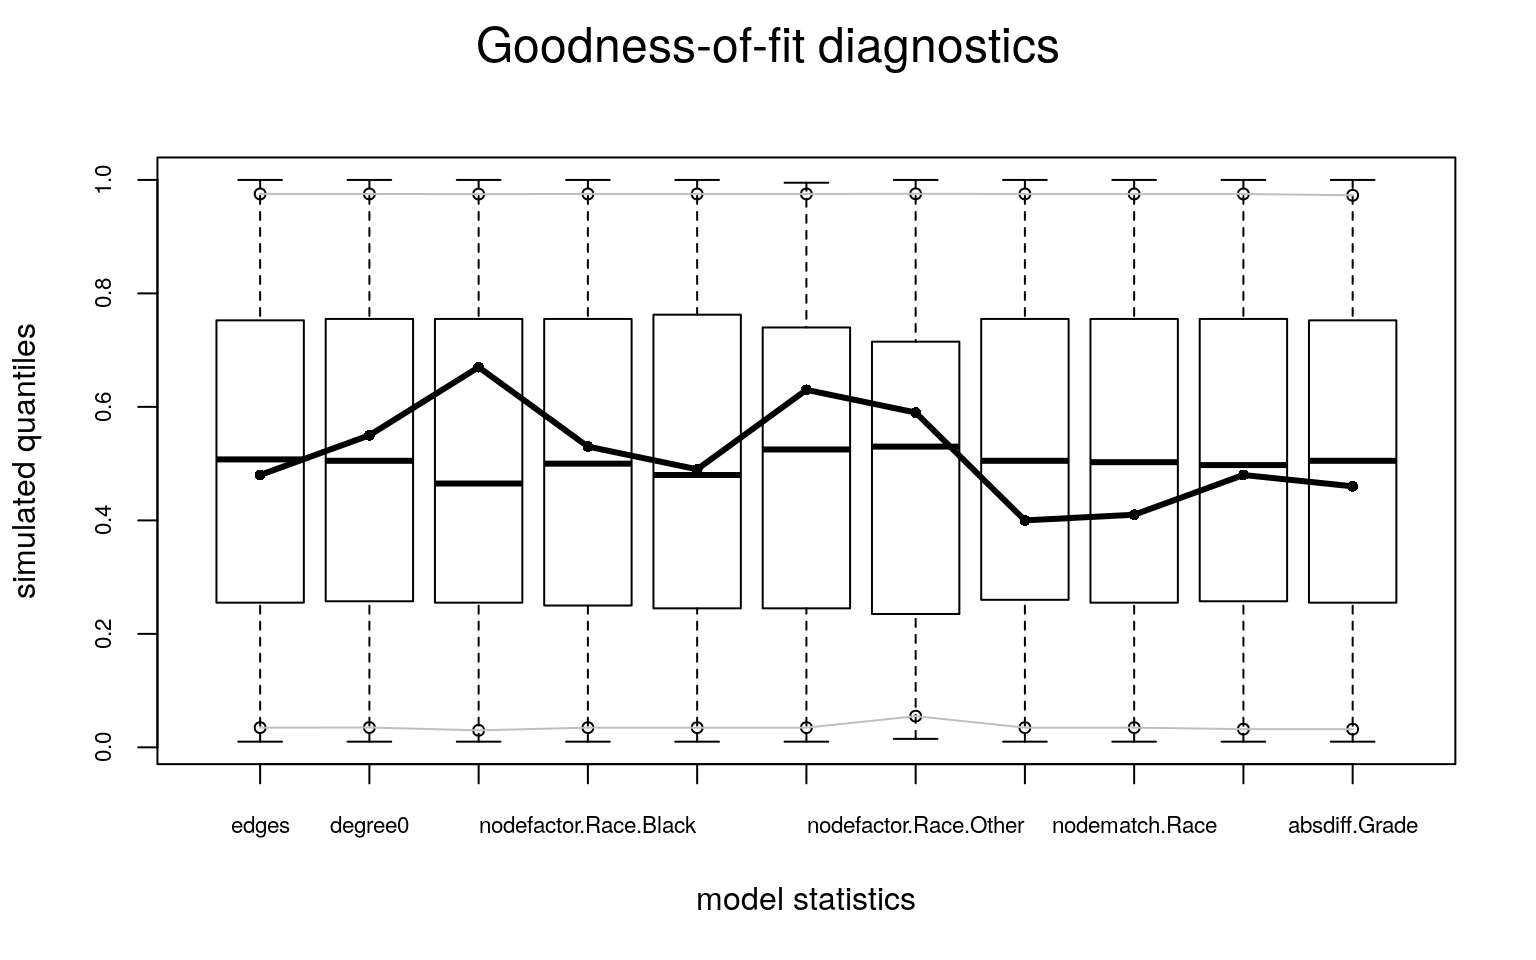 Goodness-of-fit diagnostics
simulated quantiles
1.0
0.8
0.6
0.4
0.2
0.0
edges degree0 nodefactor.Race.Black nodefactor.Race.Other nodematch.Race absdiff.Grade
model statistics